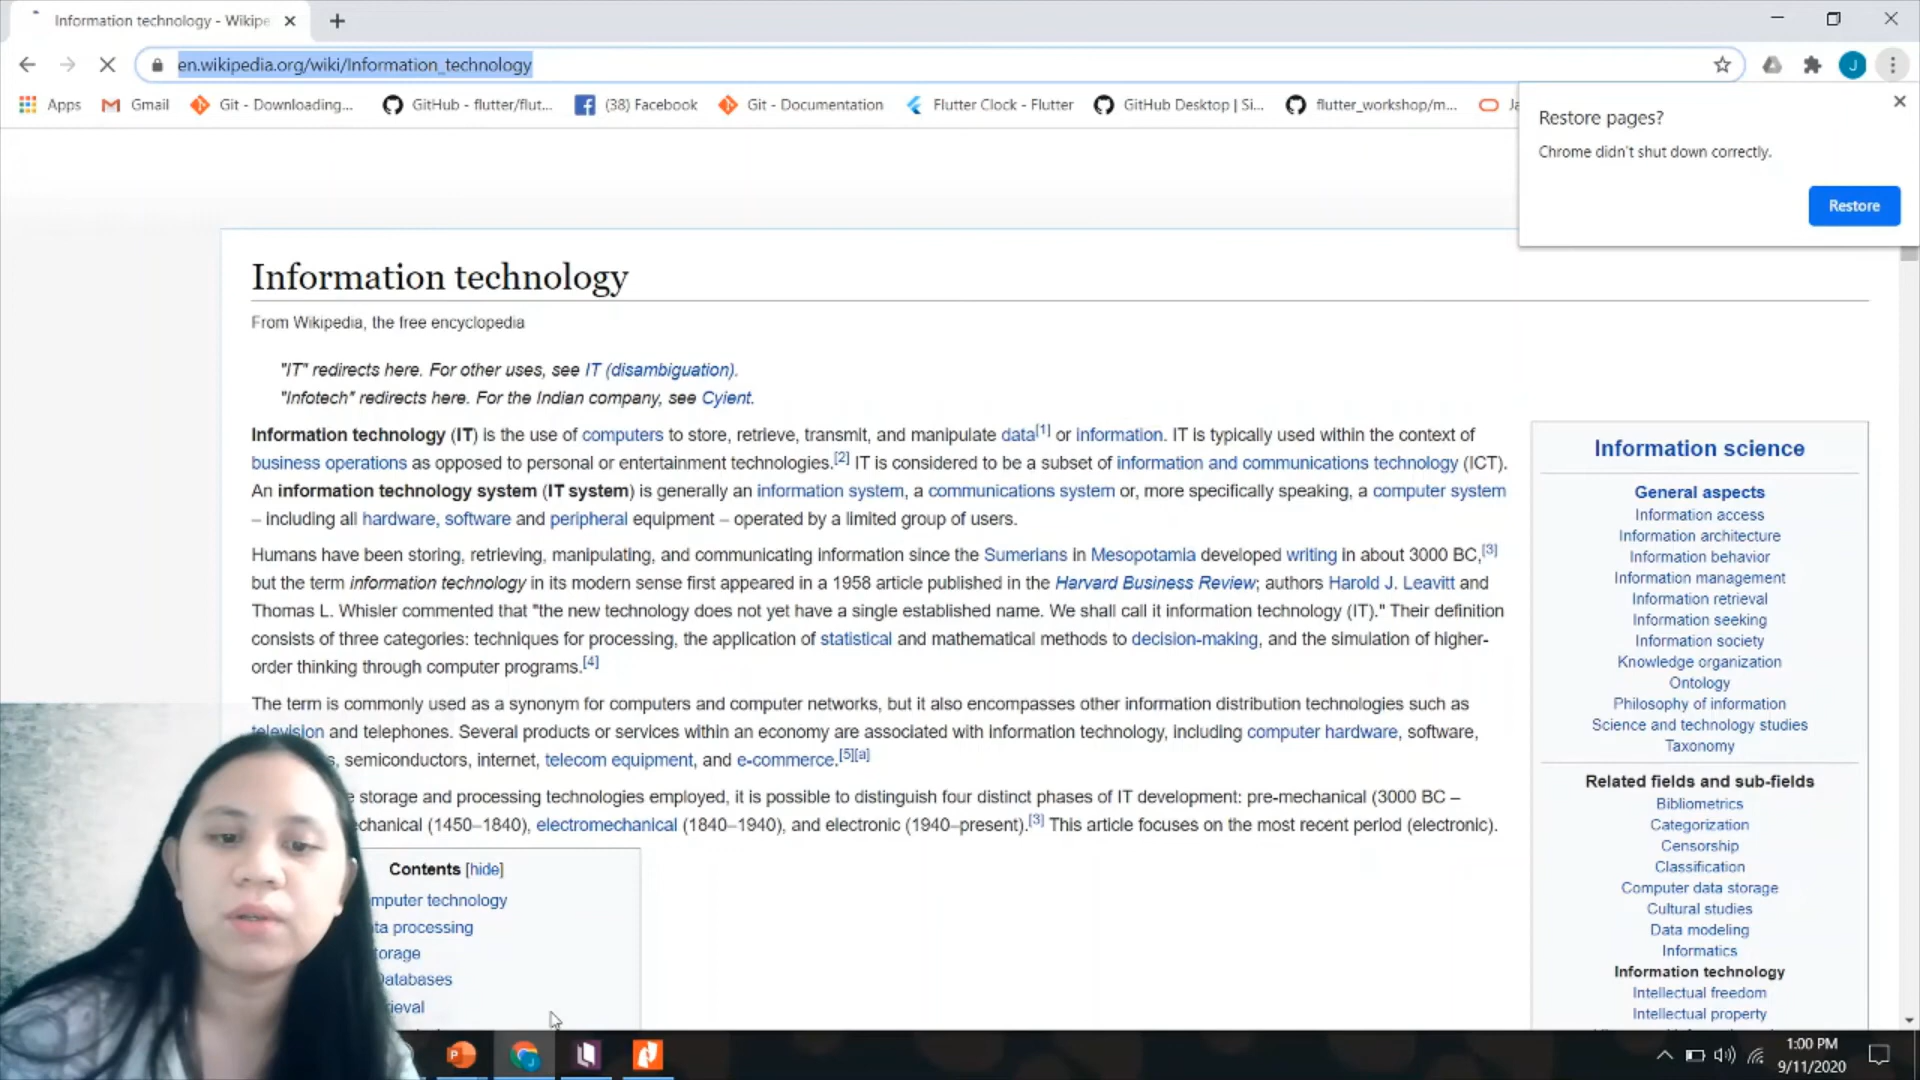 Information technology - Wikipe
en.wikipedia.org/wiki/Information_technology
J
Apps
Gmail
Git - Downloading...
GitHub - flutter/flut...
(38) Facebook
Git - Documentation
Flutter Clock - Flutter
GitHub Desktop | Si...
flutter_workshop/m...
Restore pages?
Chrome didn't shut down correctly.
Restore
Information technology
From Wikipedia, the free encyclopedia
"IT" redirects here. For other uses, see IT (disambiguation).
"Infotech" redirects here. For the Indian company, see Cyient.
Information technology (IT) is the use of computers to store, retrieve, transmit, and manipulate data[1] or information. IT is typically used within the context of
business operations as opposed to personal or entertainment technologies.[2] IT is considered to be a subset of information and communications technology (ICT).
An information technology system (IT system) is generally an information system, a communications system or, more specifically speaking, a computer system
– including all hardware, software and peripheral equipment – operated by a limited group of users.
Humans have been storing, retrieving, manipulating, and communicating information since the Sumerians in Mesopotamia developed writing in about 3000 BC,[3]
but the term information technology in its modern sense first appeared in a 1958 article published in the Harvard Business Review; authors Harold J. Leavitt and
Thomas L. Whisler commented that "the new technology does not yet have a single established name. We shall call it information technology (IT)." Their definition
consists of three categories: techniques for processing, the application of statistical and mathematical methods to decision-making, and the simulation of higher-
order thinking through computer programs.[4]
The term is commonly used as a synonym for computers and computer networks, but it also encompasses other information distribution technologies such as
television and telephones. Several products or services within an economy are associated with information technology, including computer hardware, software,
semiconductors, internet, telecom equipment, and e-commerce.[5][a]
storage and processing technologies employed, it is possible to distinguish four distinct phases of IT development: pre-mechanical (3000 BC –
(1450–1840), electromechanical (1840–1940), and electronic (1940–present).[3] This article focuses on the most recent period (electronic).
Contents [hide]
technology
processing
Databases
Information science
General aspects
Information access
Information architecture
Information behavior
Information management
Information retrieval
Information seeking
Information society
Knowledge organization
Ontology
Philosophy of information
Science and technology studies
Taxonomy
Related fields and sub-fields
Bibliometrics
Categorization
Censorship
Classification
Computer data storage
Cultural studies
Data modeling
Informatics
Information technology
Intellectual freedom
Intellectual property
1:00 PM
9/11/2020